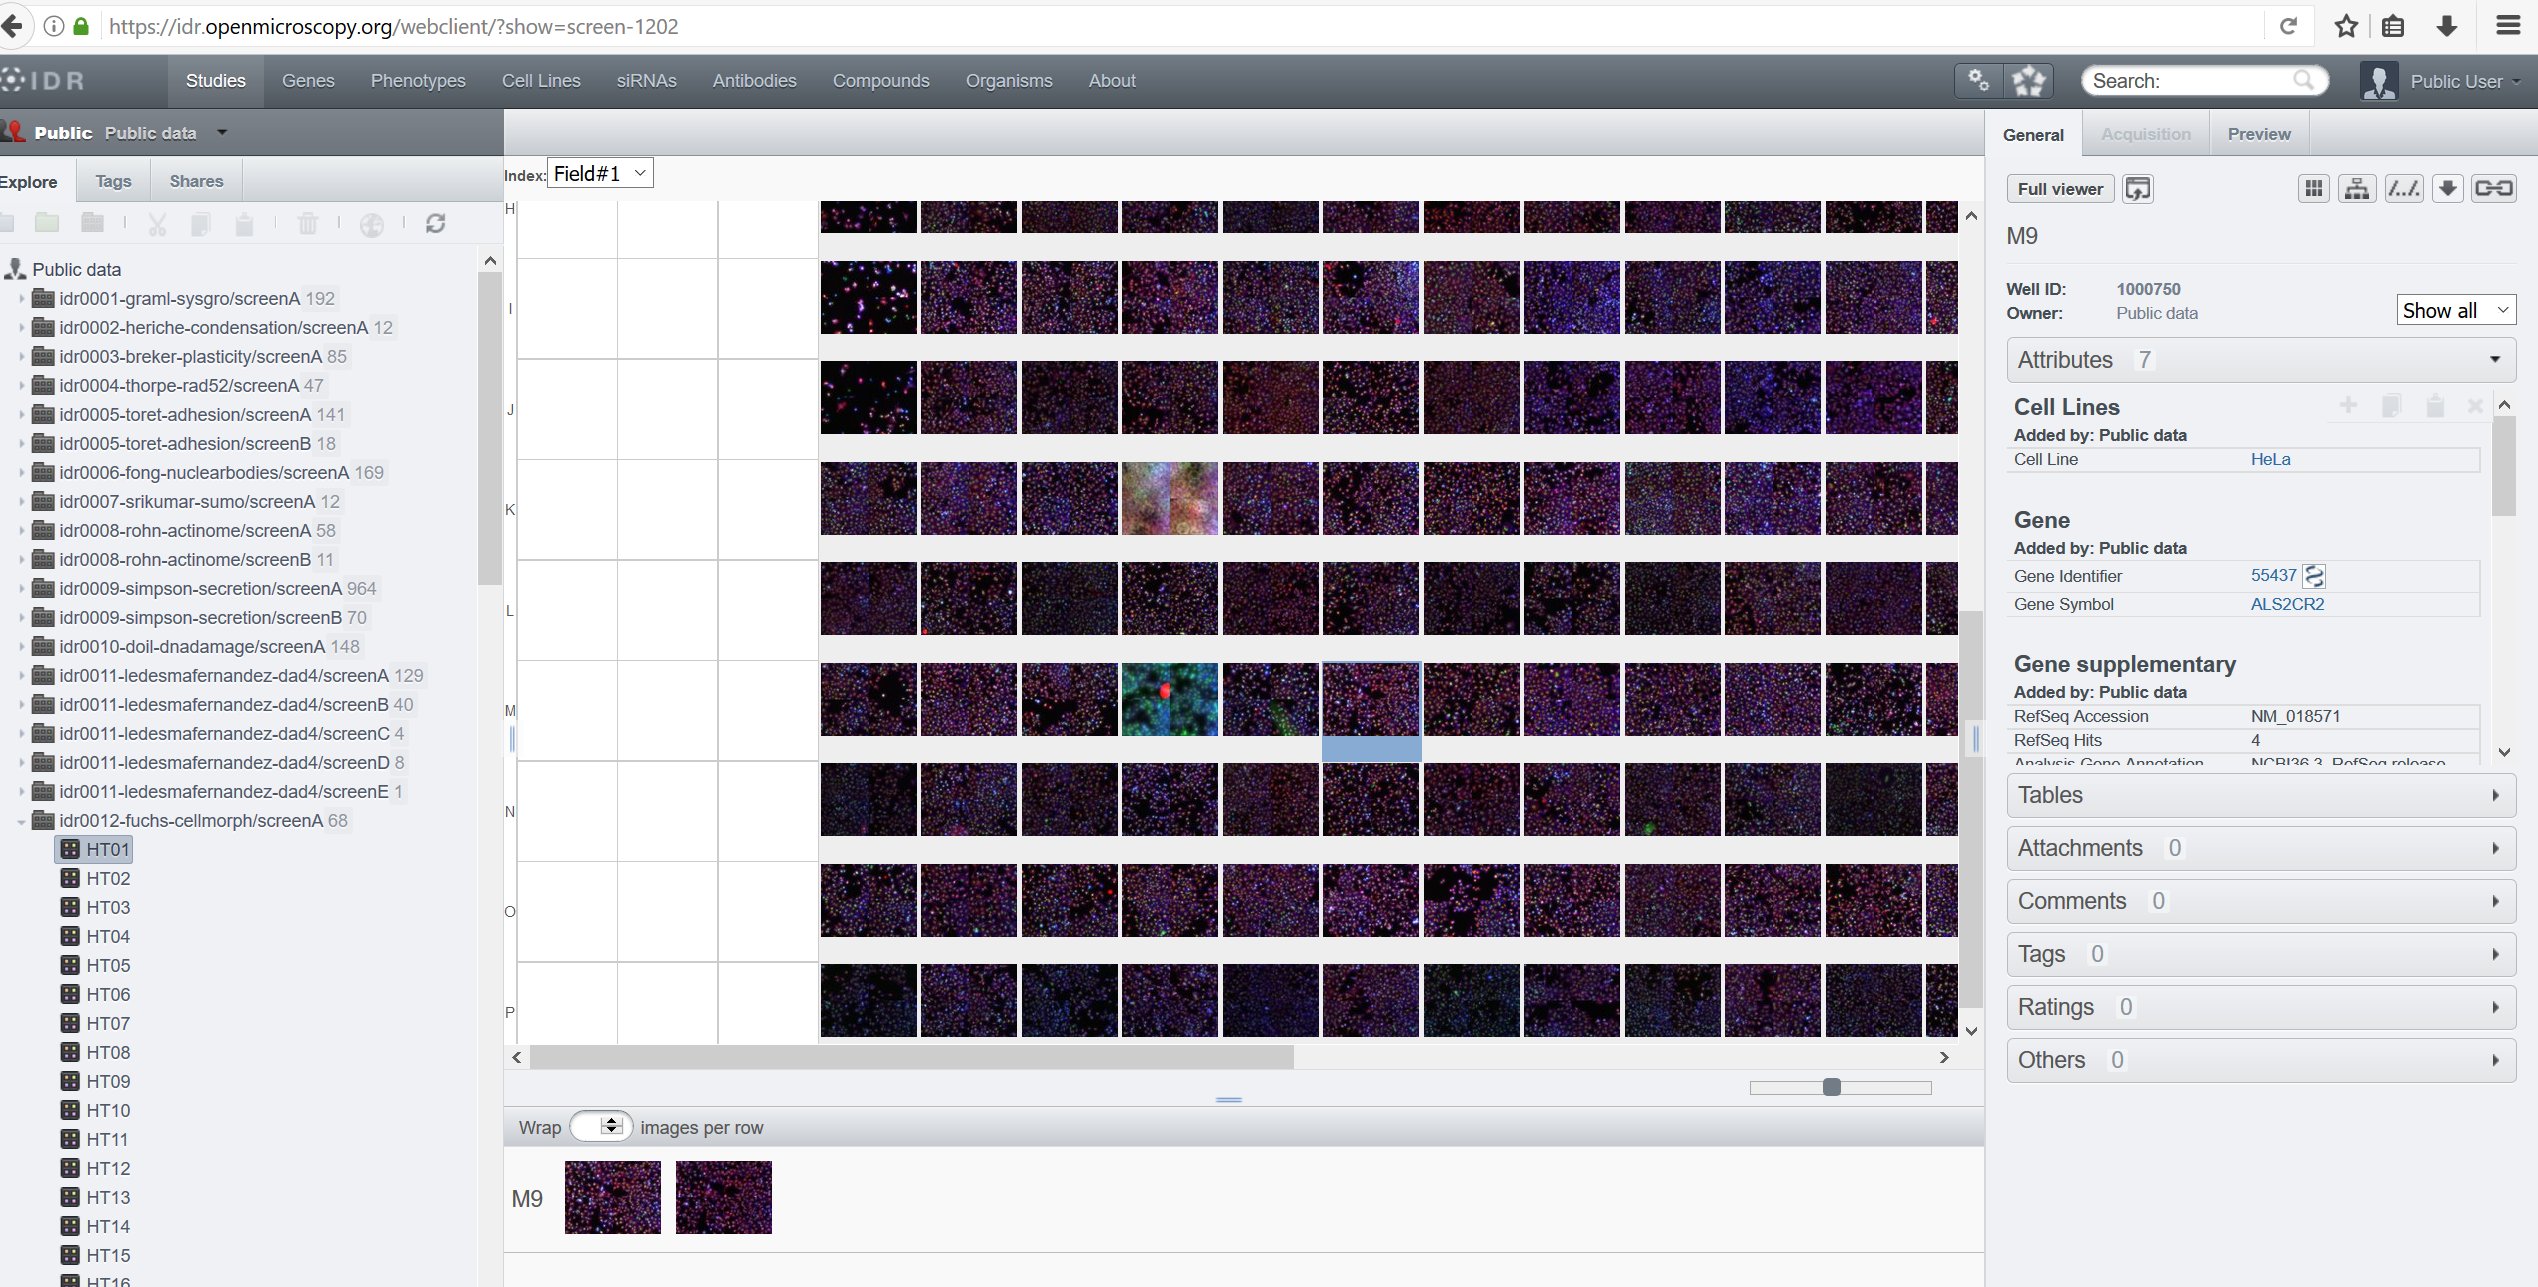 https://idr.openmicroscopy.org/webclient/?show=screen-1202
IDR Studies Genes Phenotypes Cell Lines siRNAs Antibodies Compounds Organisms About Search: Public User
Public Public data
Explore Tags Shares
Public data
idr0001-graml-sysgro/screenA 192
idr0002-heriche-condensation/screenA 12
idr0003-breker-plasticity/screenA 85
idr0004-thorpe-rad52/screenA 47
idr0005-toret-adhesion/screenA 141
idr0005-toret-adhesion/screenB 18
idr0006-fong-nuclearbodies/screenA 169
idr0007-srikumar-sumo/screenA 12
idr0008-rohn-actinome/screenA 58
idr0008-rohn-actinome/screenB 11
idr0009-simpson-secretion/screenA 964
idr0009-simpson-secretion/screenB 70
idr0010-doil-dnadamage/screenA 148
idr0011-ledesmafernandez-dad4/screenA 129
idr0011-ledesmafernandez-dad4/screenB 40
idr0011-ledesmafernandez-dad4/screenC 4
idr0011-ledesmafernandez-dad4/screenD 8
idr0011-ledesmafernandez-dad4/screenE 1
idr0012-fuchs-cellmorph/screenA 68
HT01
HT02
HT03
HT04
HT05
HT06
HT07
HT08
HT09
HT10
HT11
HT12
HT13
HT14
HT15
HT16
Index: Field#1
H
I
J
K
L
M
N
O
P
Wrap images per row
M9
General Acquisition Preview
Full viewer
M9
Well ID: 1000750
Owner: Public data
Show all
Attributes 7
Cell Lines
Added by: Public data
Cell Line HeLa
Gene
Added by: Public data
Gene Identifier 55437
Gene Symbol ALS2CR2
Gene supplementary
Added by: Public data
RefSeq Accession NM_018571
RefSeq Hits 4
Analysis Gene Annotation NCBI36.3, RefSeq release
Tables
Attachments 0
Comments 0
Tags 0
Ratings 0
Others 0